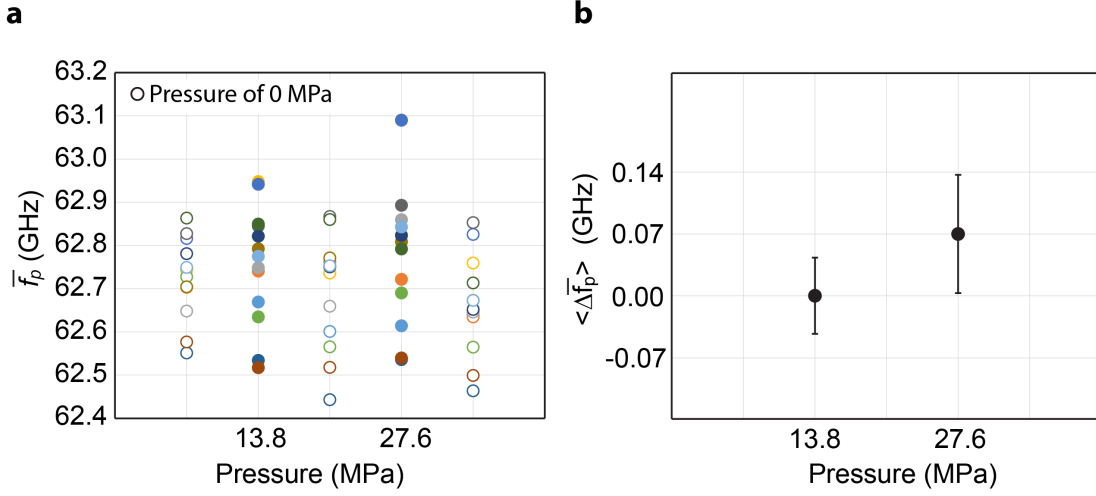 a
63.2
63.1
63.0
62.9
62.8
62.7
62.6
62.5
62.4
f̅p (GHz)
Pressure of 0 MPa
13.8 27.6
Pressure (MPa)
b
0.14
0.07
0.00
-0.07
<Δf̅p> (GHz)
13.8 27.6
Pressure (MPa)